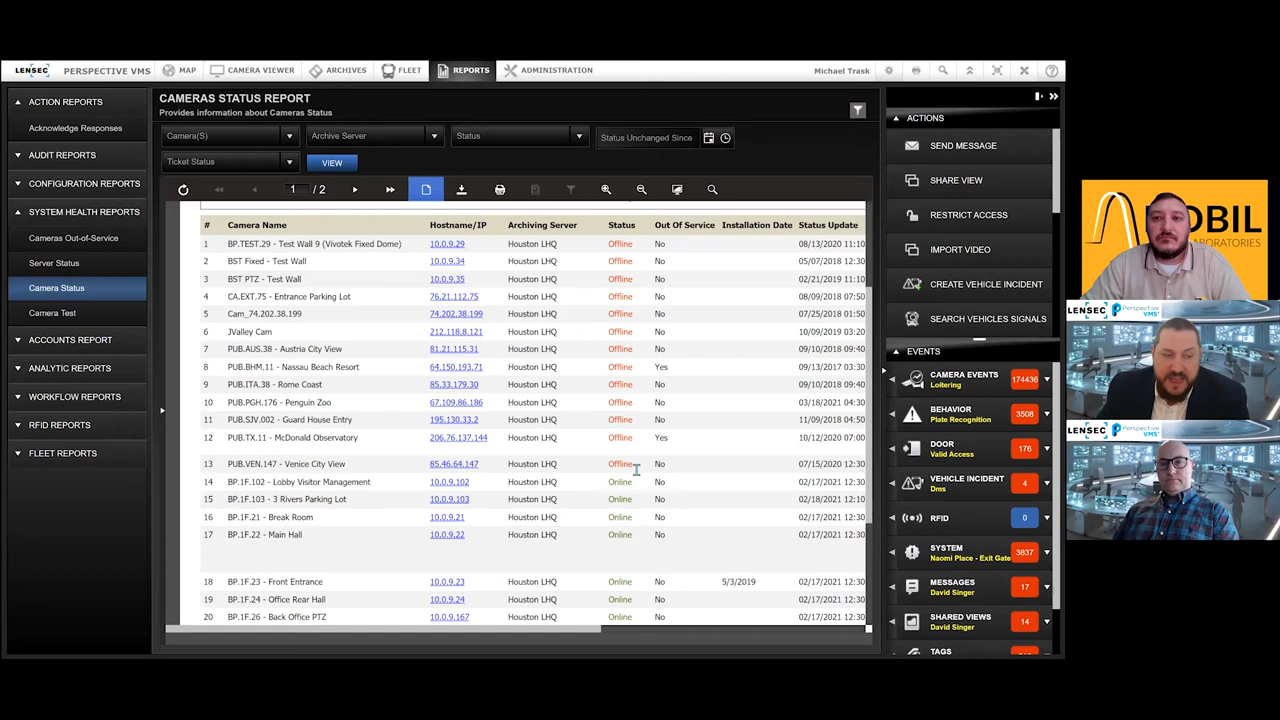 LENSEC PERSPECTIVE VMS MAP CAMERA VIEWER ARCHIVES FLEET REPORTS ADMINISTRATION Michael Trask
ACTION REPORTS
Acknowledge Responses
AUDIT REPORTS
CONFIGURATION REPORTS
SYSTEM HEALTH REPORTS
Cameras Out-of-Service
Server Status
Camera Status
Camera Test
ACCOUNTS REPORT
ANALYTIC REPORTS
WORKFLOW REPORTS
RFID REPORTS
FLEET REPORTS
CAMERAS STATUS REPORT
Provides information about Cameras Status
Camera(S) Archive Server Status Status Unchanged Since
Ticket Status VIEW
1 / 2
# Camera Name Hostname/IP Archiving Server Status Out Of Service Installation Date Status Update
1 BP.TEST.29 - Test Wall 9 (Vivotek Fixed Dome) 10.0.9.29 Houston LHQ Offline No 08/13/2020 11:10
2 BST Fixed - Test Wall 10.0.9.34 Houston LHQ Offline No 05/07/2018 12:30
3 BST PTZ - Test Wall 10.0.9.35 Houston LHQ Offline No 02/21/2019 11:10
4 CA.EXT.75 - Entrance Parking Lot 76.21.112.75 Houston LHQ Offline No 08/09/2018 07:50
5 Cam_74.202.38.199 74.202.38.199 Houston LHQ Offline No 07/25/2018 01:50
6 JValley Cam 212.118.8.121 Houston LHQ Offline No 10/09/2019 03:20
7 PUB.AUS.38 - Austria City View 81.21.115.31 Houston LHQ Offline No 09/10/2018 09:40
8 PUB.BHM.11 - Nassau Beach Resort 64.150.193.71 Houston LHQ Offline Yes 09/13/2017 03:30
9 PUB.ITA.38 - Rome Coast 85.33.179.30 Houston LHQ Offline No 09/10/2018 09:40
10 PUB.PGH.176 - Penguin Zoo 67.109.86.186 Houston LHQ Offline No 03/18/2021 04:30
11 PUB.SJV.002 - Guard House Entry 195.130.33.2 Houston LHQ Offline No 11/09/2018 04:50
12 PUB.TX.11 - McDonald Observatory 206.76.137.144 Houston LHQ Offline Yes 10/12/2020 07:00
13 PUB.VEN.147 - Venice City View 85.46.64.147 Houston LHQ Offline No 07/15/2020 12:30
14 BP.1F.102 - Lobby Visitor Management 10.0.9.102 Houston LHQ Online No 02/17/2021 12:30
15 BP.1F.103 - 3 Rivers Parking Lot 10.0.9.103 Houston LHQ Online No 02/18/2021 12:10
16 BP.1F.21 - Break Room 10.0.9.21 Houston LHQ Online No 02/17/2021 12:30
17 BP.1F.22 - Main Hall 10.0.9.22 Houston LHQ Online No 02/17/2021 12:30
18 BP.1F.23 - Front Entrance 10.0.9.23 Houston LHQ Online No 5/3/2019 02/17/2021 12:30
19 BP.1F.24 - Office Rear Hall 10.0.9.24 Houston LHQ Online No 02/17/2021 12:30
20 BP.1F.26 - Back Office PTZ 10.0.9.167 Houston LHQ Online No 02/17/2021 12:30
ACTIONS
SEND MESSAGE
SHARE VIEW
RESTRICT ACCESS
IMPORT VIDEO
CREATE VEHICLE INCIDENT
SEARCH VEHICLES SIGNALS
EVENTS
CAMERA EVENTS 174436
Loitering
BEHAVIOR 3508
Plate Recognition
DOOR 176
Valid Access
VEHICLE INCIDENT 4
Dms
RFID 0
SYSTEM 3837
Naomi Place - Exit Gate
MESSAGES 17
David Singer
SHARED VIEWS 14
David Singer
TAGS
LENSEC Perspective VMS
LENSEC Perspective VMS